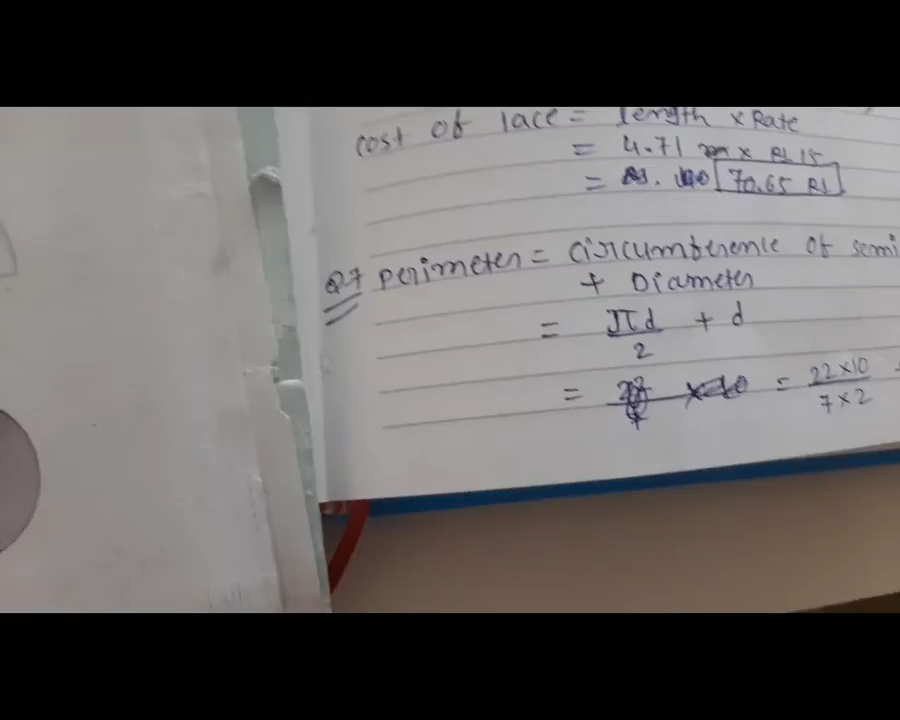 cost of lace = length × Rate
= 4.71 m × Rs 15
= 70.65 Rs
Q7 perimeter = circumference of semi
+ Diameter
= πd/2 + d
= = 22×10/7×2